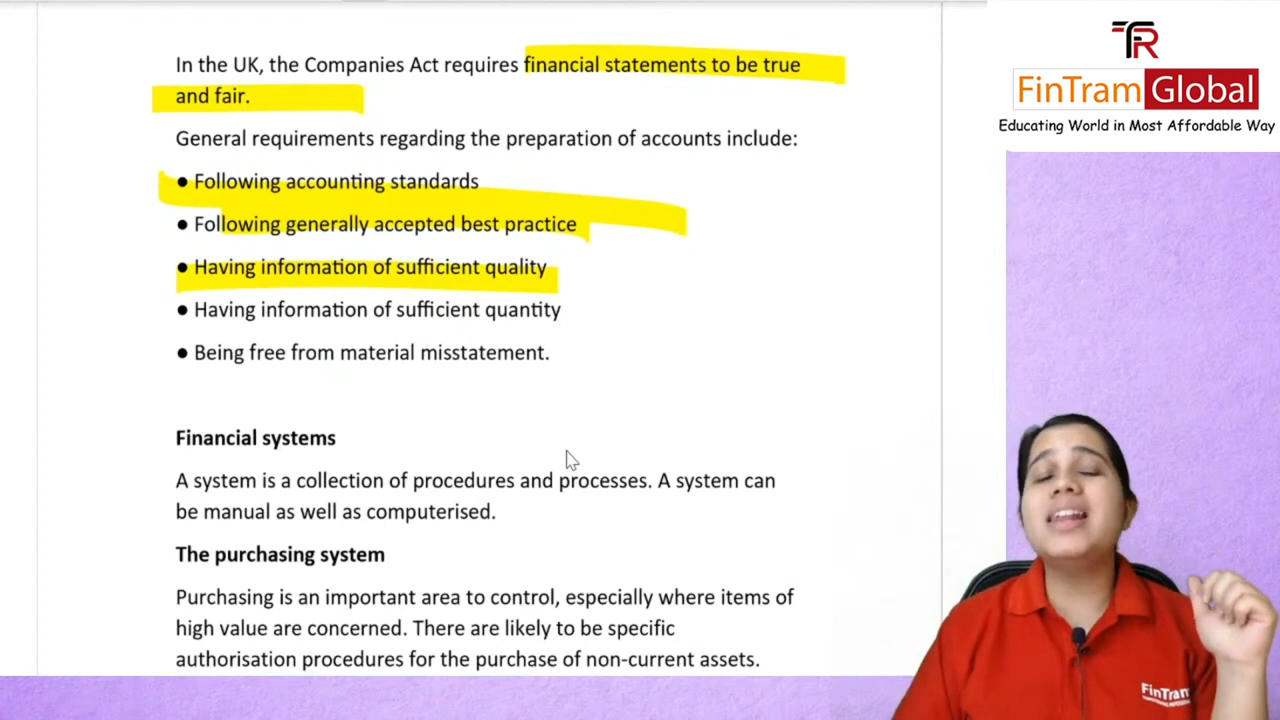 In the UK, the Companies Act requires financial statements to be true
and fair.
General requirements regarding the preparation of accounts include:
● Following accounting standards
● Following generally accepted best practice
● Having information of sufficient quality
● Having information of sufficient quantity
● Being free from material misstatement.
Financial systems
A system is a collection of procedures and processes. A system can
be manual as well as computerised.
The purchasing system
Purchasing is an important area to control, especially where items of
high value are concerned. There are likely to be specific
authorisation procedures for the purchase of non-current assets.
FinTram Global
Educating World in Most Affordable Way
FinTram